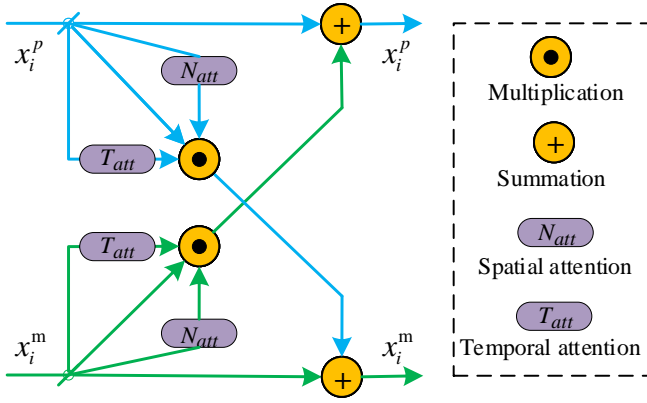 +
x_i^p
x_i^p
N_att
T_att
T_att
N_att
x_i^m
x_i^m
+
Multiplication
+
Summation
N_att
Spatial attention
T_att
Temporal attention